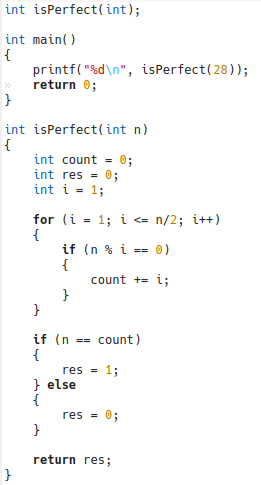 int isPerfect(int);

int main()
{
    printf("%d\n", isPerfect(28));
    return 0;
}

int isPerfect(int n)
{
    int count = 0;
    int res = 0;
    int i = 1;

    for (i = 1; i <= n/2; i++)
    {
        if (n % i == 0)
        {
            count += i;
        }
    }

    if (n == count)
    {
        res = 1;
    } else
    {
        res = 0;
    }

    return res;
}